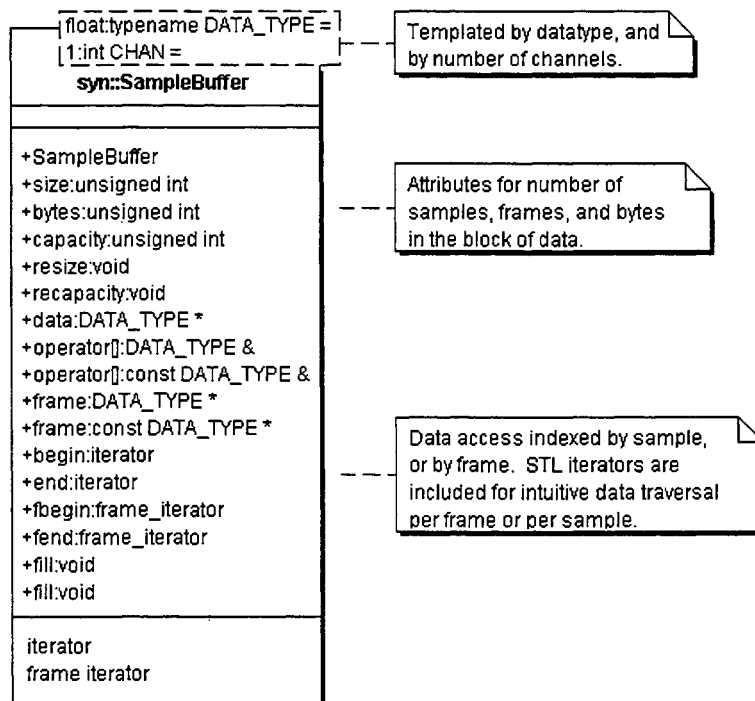 float:typename DATA_TYPE =
1:int CHAN =
syn::SampleBuffer
+SampleBuffer
+size:unsigned int
+bytes:unsigned int
+capacity:unsigned int
+resize:void
+recapacity:void
+data:DATA_TYPE *
+operator[]:DATA_TYPE &
+operator[]:const DATA_TYPE &
+frame:DATA_TYPE *
+frame:const DATA_TYPE *
+begin:iterator
+end:iterator
+fbegin:frame_iterator
+fend:frame_iterator
+fill:void
+fill:void
iterator
frame iterator
Templated by datatype, and
by number of channels.
Attributes for number of
samples, frames, and bytes
in the block of data.
Data access indexed by sample,
or by frame. STL iterators are
included for intuitive data traversal
per frame or per sample.